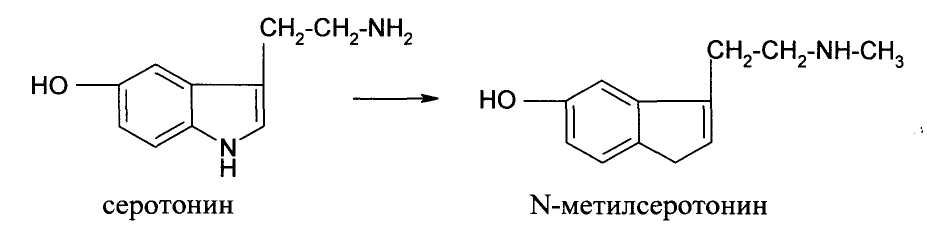 CH₂-CH₂-NH₂
HO
N
H
серотонин
CH₂-CH₂-NH-CH₃
HO
N-метилсеротонин